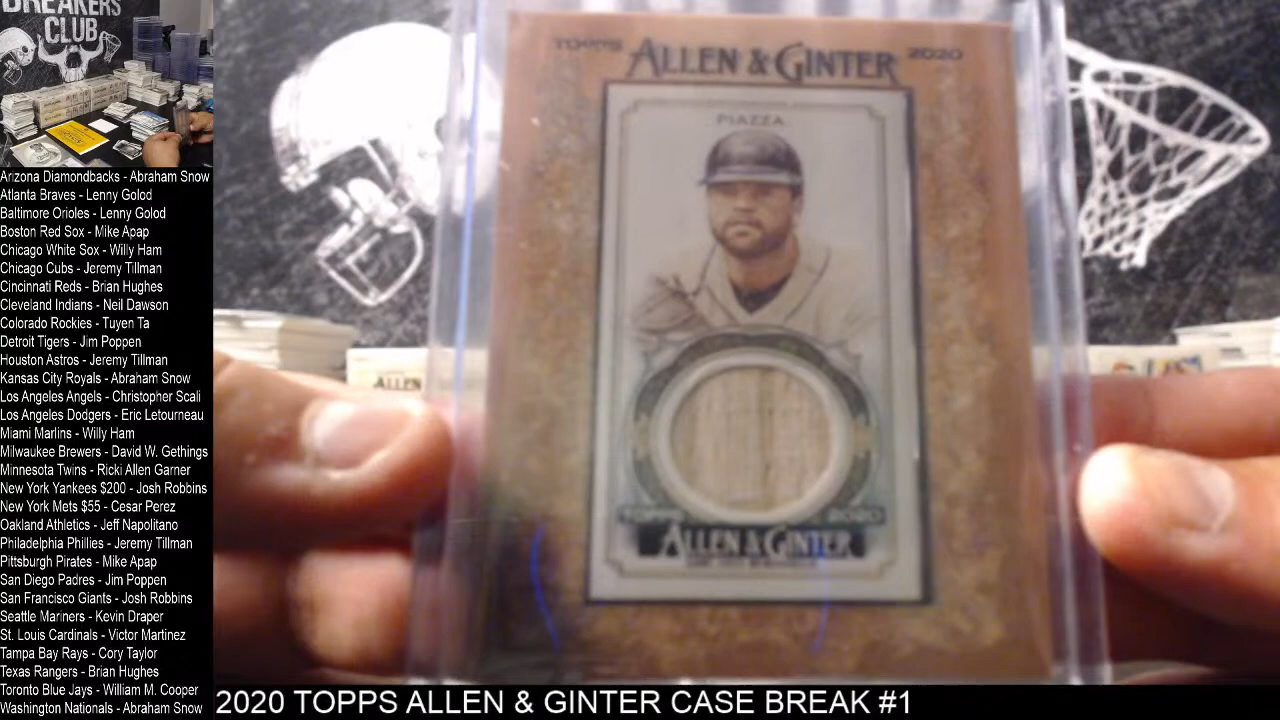 BREAKERS
CLUB
Arizona Diamondbacks - Abraham Snow
Atlanta Braves - Lenny Golod
Baltimore Orioles - Lenny Golod
Boston Red Sox - Mike Apap
Chicago White Sox - Willy Ham
Chicago Cubs - Jeremy Tillman
Cincinnati Reds - Brian Hughes
Cleveland Indians - Neil Dawson
Colorado Rockies - Tuyen Ta
Detroit Tigers - Jim Poppen
Houston Astros - Jeremy Tillman
Kansas City Royals - Abraham Snow
Los Angeles Angels - Christopher Scali
Los Angeles Dodgers - Eric Letourneau
Miami Marlins - Willy Ham
Milwaukee Brewers - David W. Gethings
Minnesota Twins - Ricki Allen Garner
New York Yankees $200 - Josh Robbins
New York Mets $55 - Cesar Perez
Oakland Athletics - Jeff Napolitano
Philadelphia Phillies - Jeremy Tillman
Pittsburgh Pirates - Mike Apap
San Diego Padres - Jim Poppen
San Francisco Giants - Josh Robbins
Seattle Mariners - Kevin Draper
St. Louis Cardinals - Victor Martinez
Tampa Bay Rays - Cory Taylor
Texas Rangers - Brian Hughes
Toronto Blue Jays - William M. Cooper
Washington Nationals - Abraham Snow
TOPPS ALLEN & GINTER 2020
PIAZZA
TOPPS 2020
ALLEN & GINTER
ALLEN
2020 TOPPS ALLEN & GINTER CASE BREAK #1